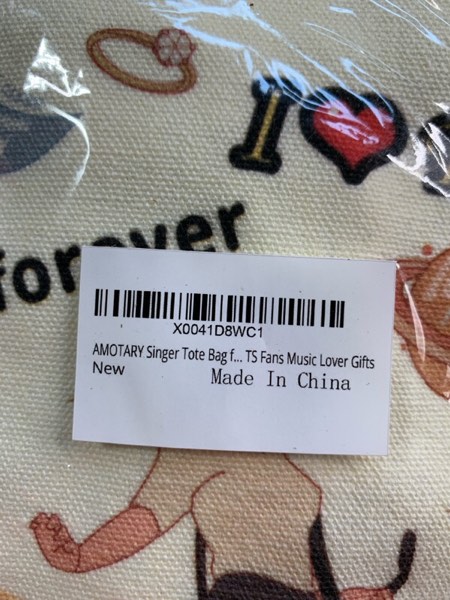 I
forever
X0041D8WC1
AMOTARY Singer Tote Bag f... TS Fans Music Lover Gifts
New
Made In China